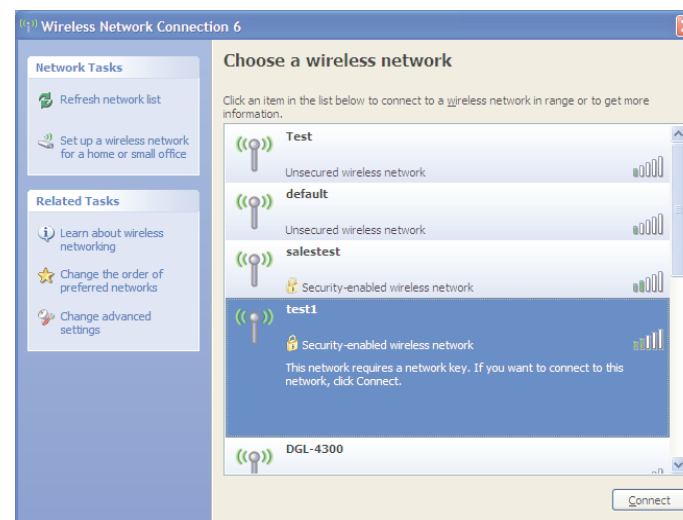 Wireless Network Connection 6
Network Tasks
Refresh network list
Set up a wireless network
for a home or small office
Related Tasks
Learn about wireless
networking
Change the order of
preferred networks
Change advanced
settings
Choose a wireless network
Click an item in the list below to connect to a wireless network in range or to get more
information.
Test
Unsecured wireless network
default
Unsecured wireless network
salestest
Security-enabled wireless network
test1
Security-enabled wireless network
This network requires a network key. If you want to connect to this
network, click Connect.
DGL-4300
Connect